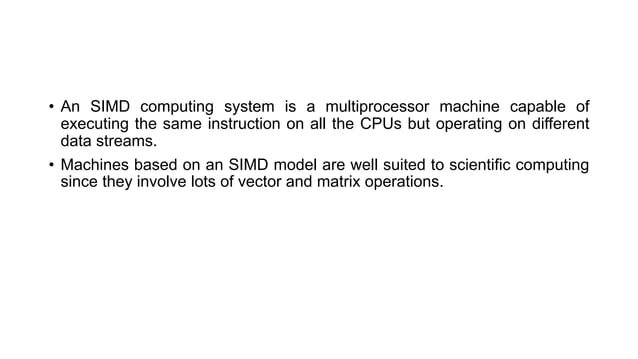 • An SIMD computing system is a multiprocessor machine capable of
executing the same instruction on all the CPUs but operating on different
data streams.
• Machines based on an SIMD model are well suited to scientific computing
since they involve lots of vector and matrix operations.